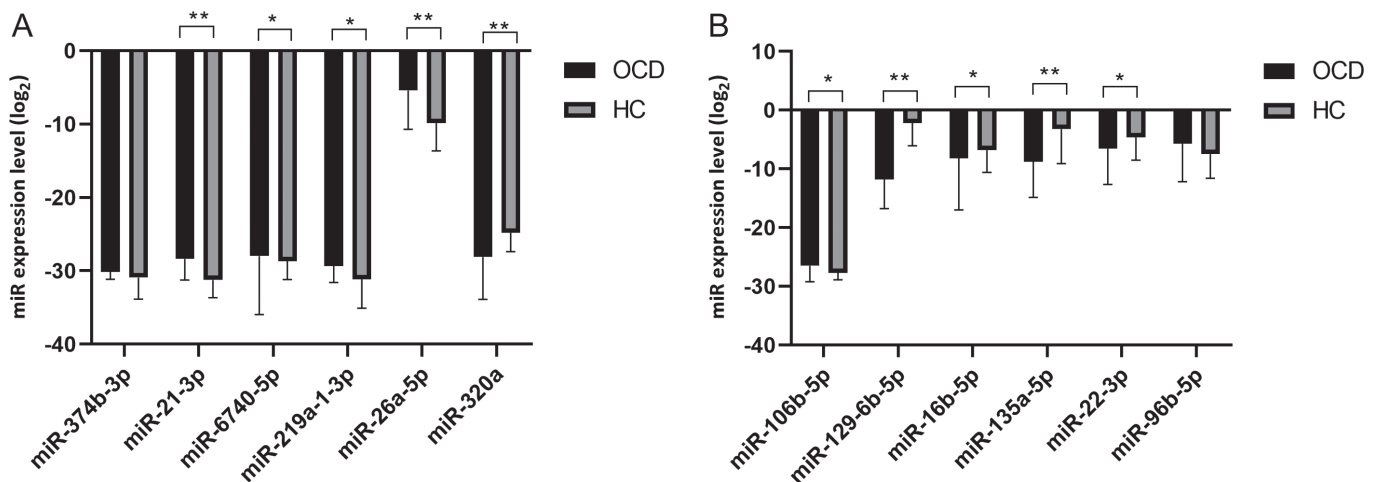 A
** * * ** **
0
-10
-20
-30
-40
miR expression level (log2)
OCD
HC
miR-374b-3p
miR-21-3p
miR-6740-5p
miR-219a-1-3p
miR-26a-5p
miR-320a
B
* ** * ** *
10
0
-10
-20
-30
-40
miR expression level (log2)
OCD
HC
miR-106b-5p
miR-129-6b-5p
miR-16b-5p
miR-135a-5p
miR-22-3p
miR-96b-5p